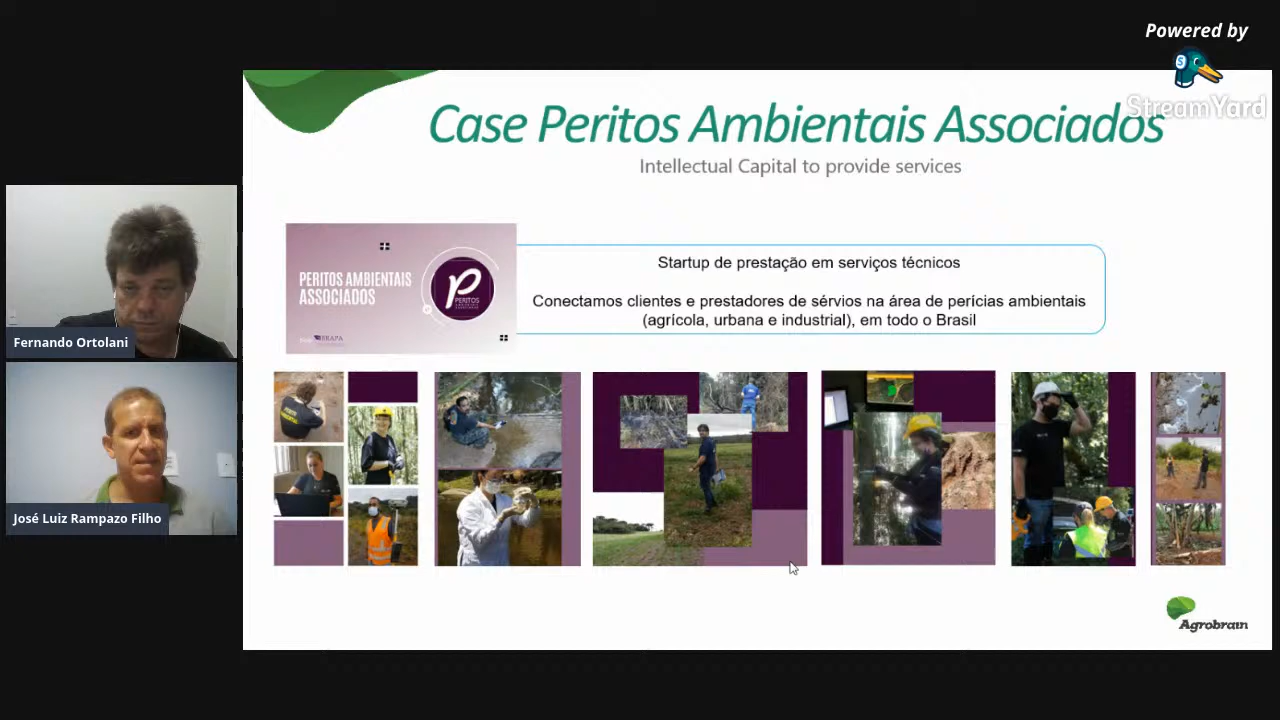 Powered by
StreamYard
Case Peritos Ambientais Associados
Intellectual Capital to provide services
PERITOS AMBIENTAIS
ASSOCIADOS
PERITOS
Startup de prestação em serviços técnicos
Conectamos clientes e prestadores de sérvios na área de perícias ambientais
(agrícola, urbana e industrial), em todo o Brasil
Fernando Ortolani
José Luiz Rampazo Filho
Agrobrain